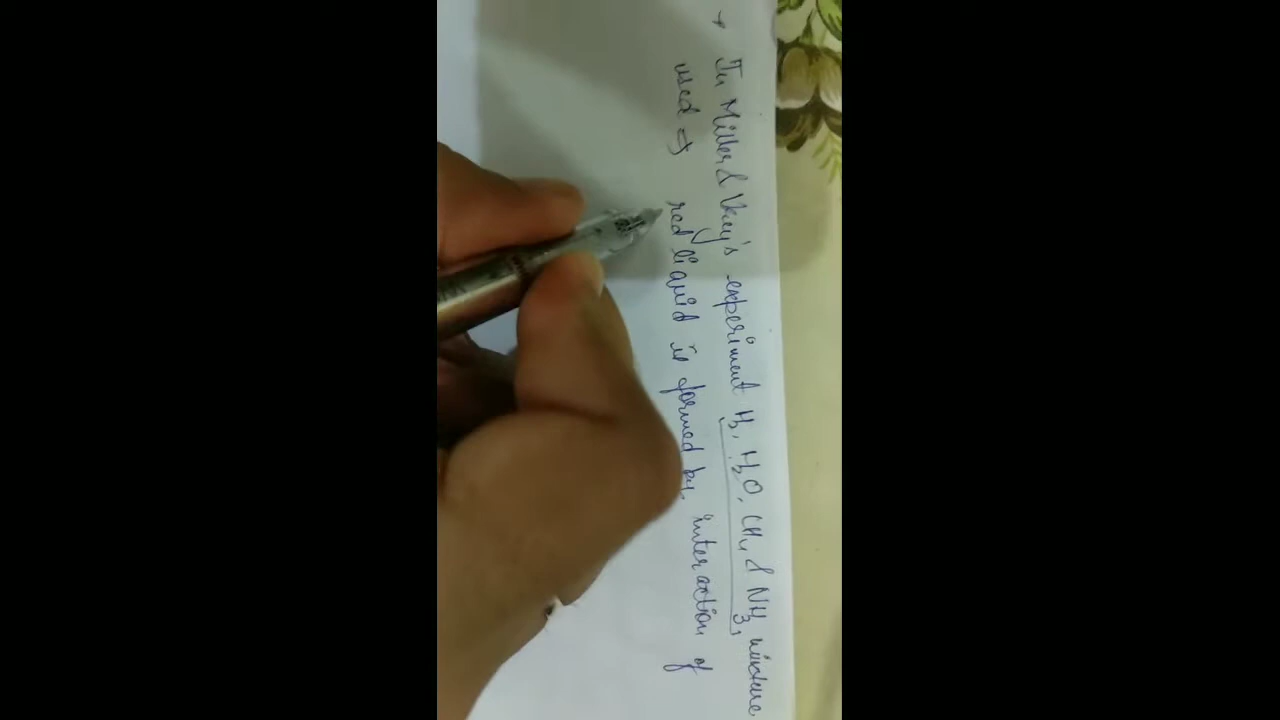 * In Miller & Urey's experiment H₂, H₂O, CH₄ & NH₃, mixture
used ⇒ red liquid is formed by interaction of